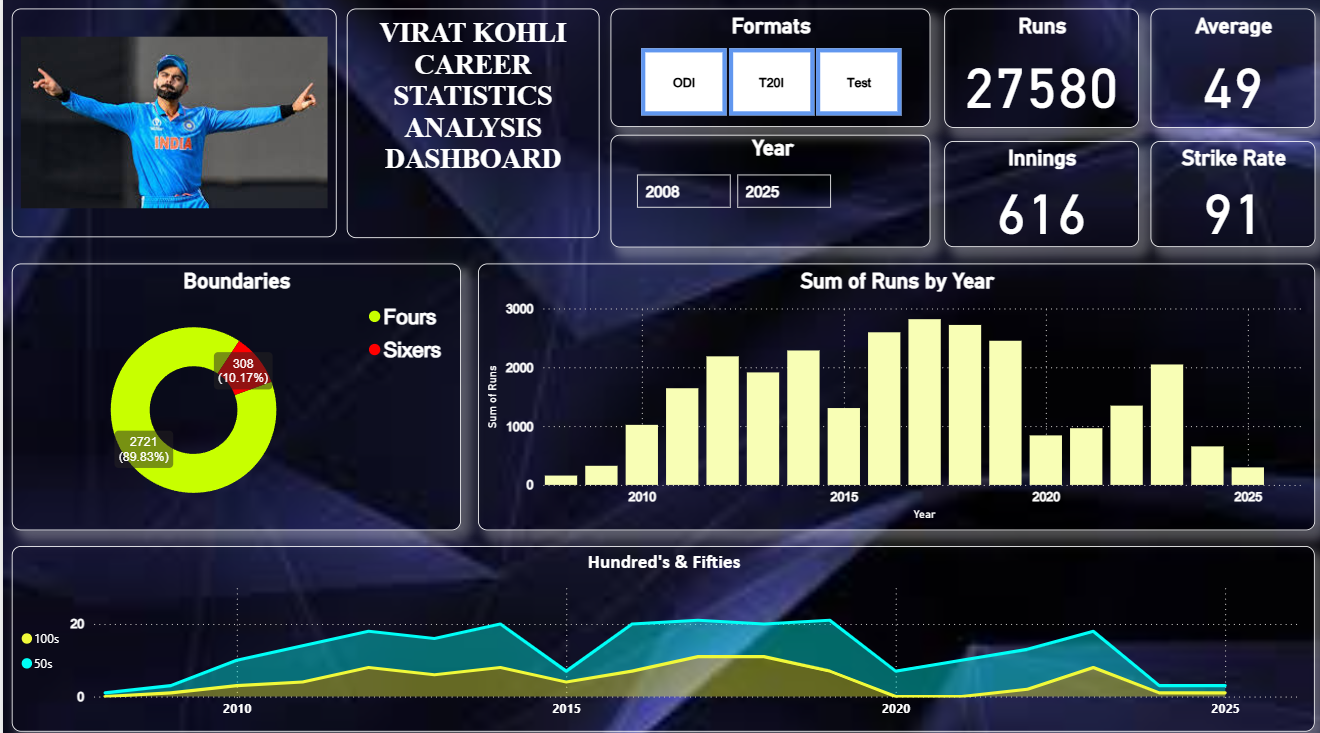 INDIA
VIRAT KOHLI
CAREER
STATISTICS
ANALYSIS
DASHBOARD
Formats
ODI
T20I
Test
Year
2008
2025
Runs
27580
Average
49
Innings
616
Strike Rate
91
Boundaries
Fours
Sixers
308
(10.17%)
2721
(89.83%)
Sum of Runs by Year
Sum of Runs
3000
2000
1000
0
2010
2015
2020
2025
Year
Hundred's & Fifties
100s
50s
20
0
2010
2015
2020
2025